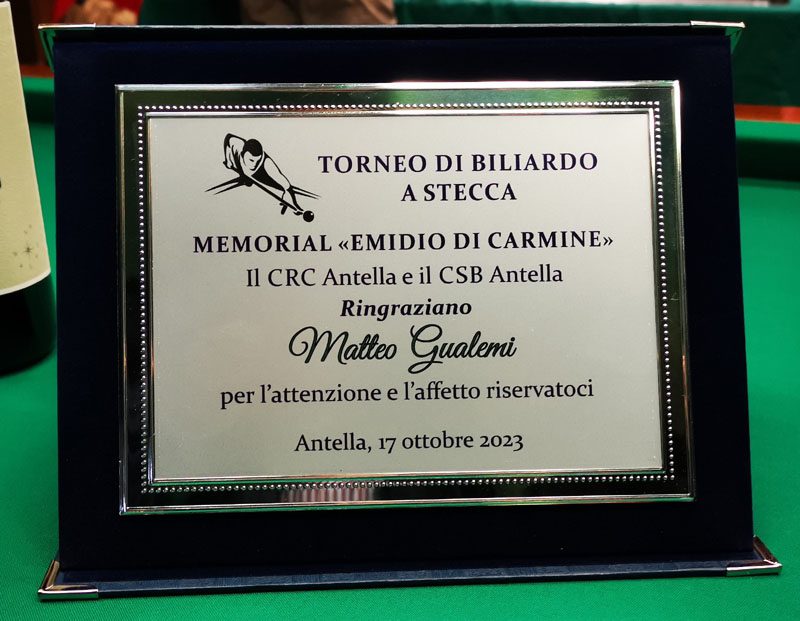 TORNEO DI BILIARDO
A STECCA
MEMORIAL «EMIDIO DI CARMINE»
Il CRC Antella e il CSB Antella
Ringraziano
Matteo Gualemi
per l'attenzione e l'affetto riservatoci
Antella, 17 ottobre 2023